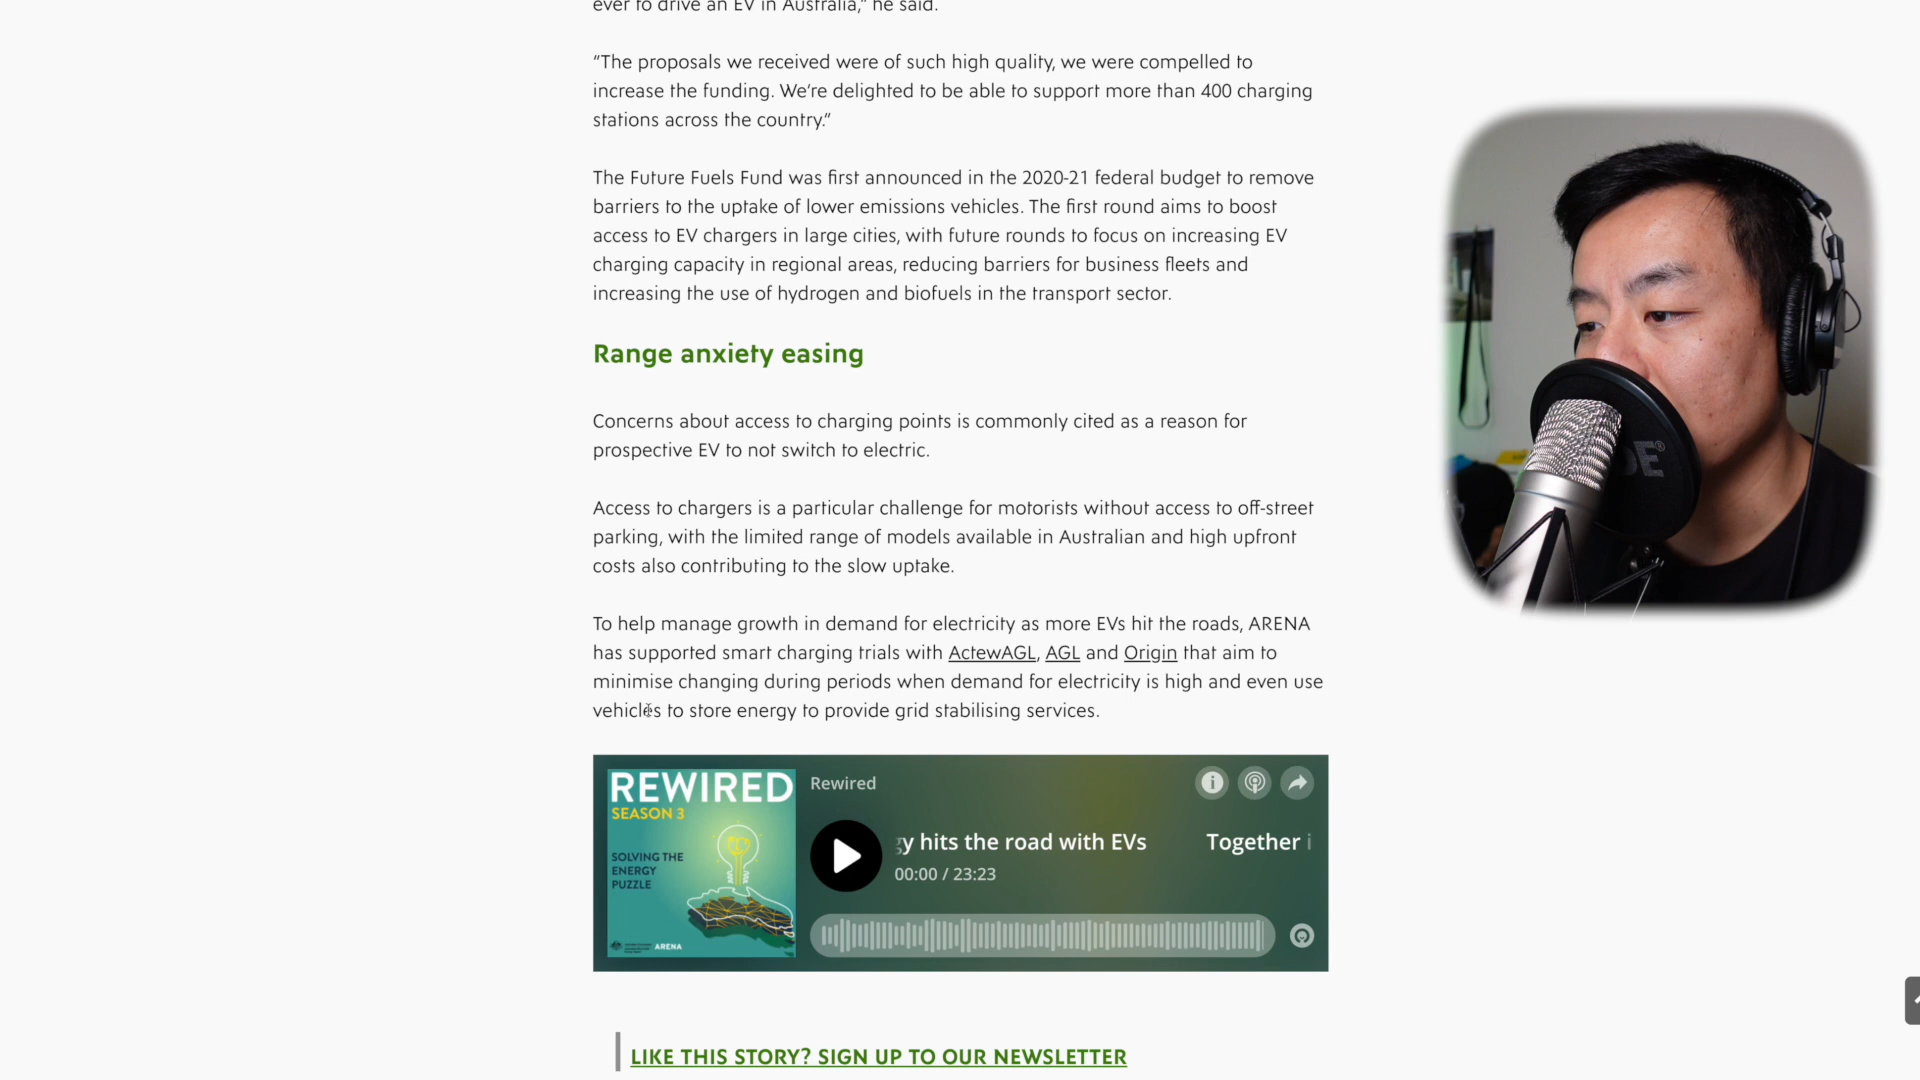 ever to drive an EV in Australia,” he said.
“The proposals we received were of such high quality, we were compelled to
increase the funding. We’re delighted to be able to support more than 400 charging
stations across the country.”
The Future Fuels Fund was first announced in the 2020-21 federal budget to remove
barriers to the uptake of lower emissions vehicles. The first round aims to boost
access to EV chargers in large cities, with future rounds to focus on increasing EV
charging capacity in regional areas, reducing barriers for business fleets and
increasing the use of hydrogen and biofuels in the transport sector.
Range anxiety easing
Concerns about access to charging points is commonly cited as a reason for
prospective EV to not switch to electric.
Access to chargers is a particular challenge for motorists without access to off-street
parking, with the limited range of models available in Australian and high upfront
costs also contributing to the slow uptake.
To help manage growth in demand for electricity as more EVs hit the roads, ARENA
has supported smart charging trials with ActewAGL, AGL and Origin that aim to
minimise changing during periods when demand for electricity is high and even use
vehicles to store energy to provide grid stabilising services.
REWIRED
SEASON 3
SOLVING THE
ENERGY
PUZZLE
ARENA
Rewired
y hits the road with EVs Together
00:00 / 23:23
LIKE THIS STORY? SIGN UP TO OUR NEWSLETTER